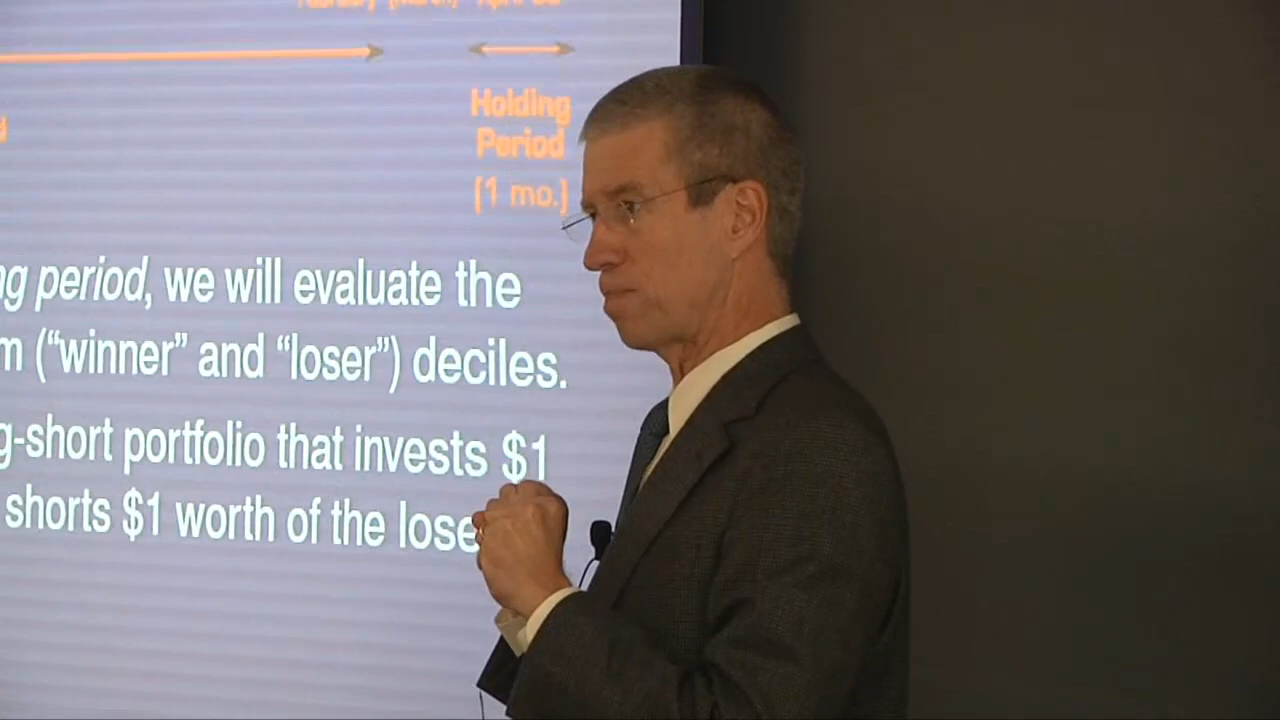 Holding
Period
(1 mo.)
ng period, we will evaluate the
m (“winner” and “loser”) deciles.
g-short portfolio that invests $1
shorts $1 worth of the lose